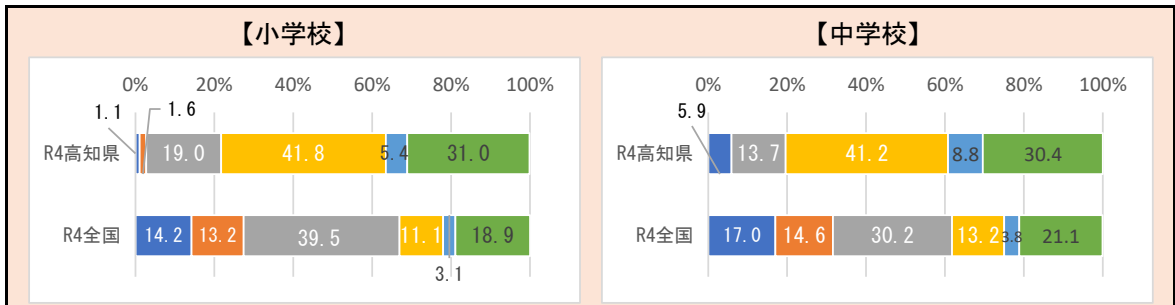 【小学校】
0% 20% 40% 60% 80% 100%
1.1 1.6
R4高知県 19.0 41.8 5.4 31.0
R4全国 14.2 13.2 39.5 11.1 18.9
3.1
【中学校】
0% 20% 40% 60% 80% 100%
5.9
R4高知県 13.7 41.2 8.8 30.4
R4全国 17.0 14.6 30.2 13.2 3.8 21.1